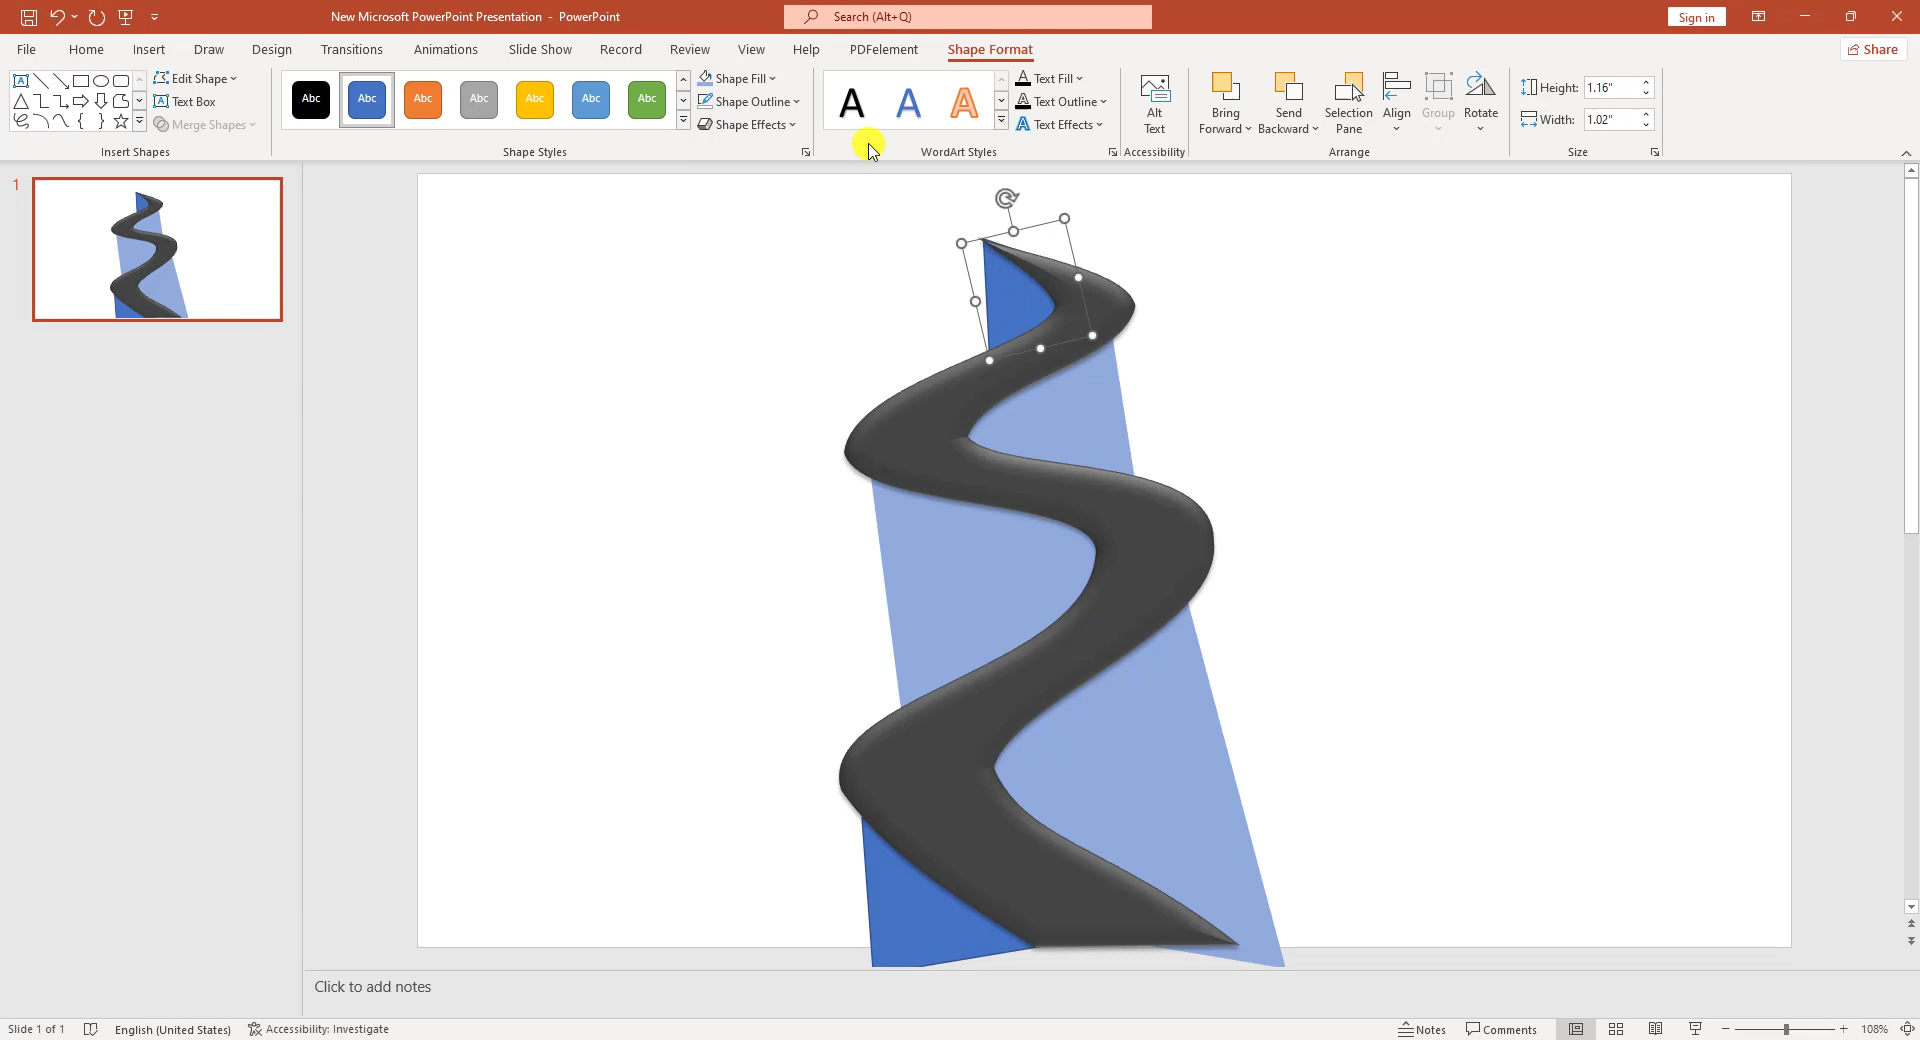 New Microsoft PowerPoint Presentation - PowerPoint
Search (Alt+Q)
Sign in
File Home Insert Draw Design Transitions Animations Slide Show Record Review View Help PDFelement Shape Format
Share
Edit Shape
Text Box
Merge Shapes
Insert Shapes
Abc Abc Abc Abc Abc Abc Abc
Shape Fill
Shape Outline
Shape Effects
Shape Styles
A A A
Text Fill
Text Outline
Text Effects
WordArt Styles
Alt
Text
Accessibility
Bring
Forward
Send
Backward
Selection
Pane
Align
Group
Rotate
Arrange
Height: 1.16"
Width: 1.02"
Size
1
Click to add notes
Slide 1 of 1
English (United States)
Accessibility: Investigate
Notes
Comments
108%